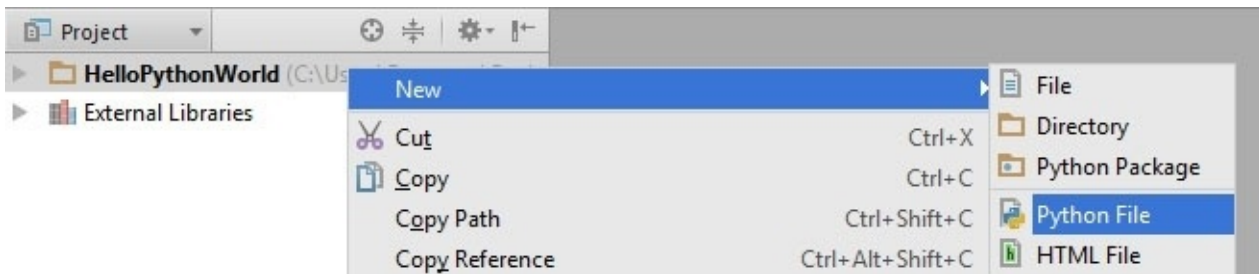 Project
HelloPythonWorld (C:\Us
External Libraries
New
Cut Ctrl+X
Copy Ctrl+C
Copy Path Ctrl+Shift+C
Copy Reference Ctrl+Alt+Shift+C
File
Directory
Python Package
Python File
HTML File